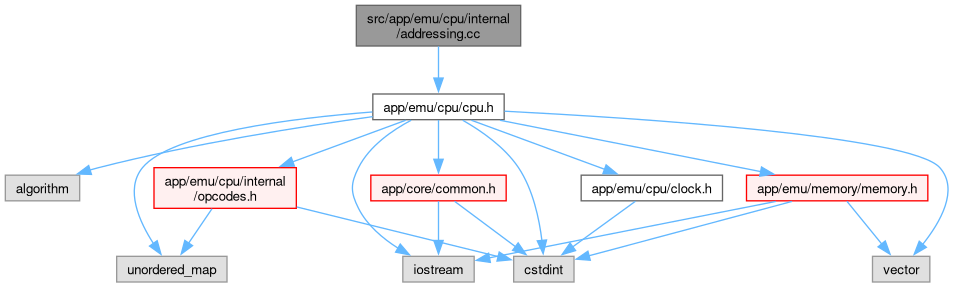 src/app/emu/cpu/internal
/addressing.cc
app/emu/cpu/cpu.h
algorithm
app/emu/cpu/internal
/opcodes.h
app/core/common.h
app/emu/cpu/clock.h
app/emu/memory/memory.h
unordered_map
iostream
cstdint
vector